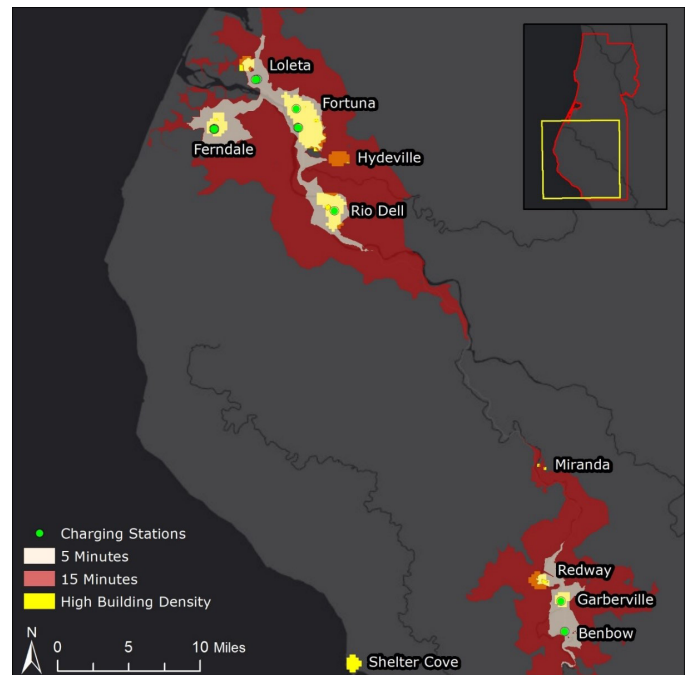 Loleta
Fortuna
Ferndale
Hydeville
Rio Dell
Miranda
Charging Stations
5 Minutes
15 Minutes
High Building Density
Redway
Garberville
Benbow
N
0 5 10 Miles
Shelter Cove